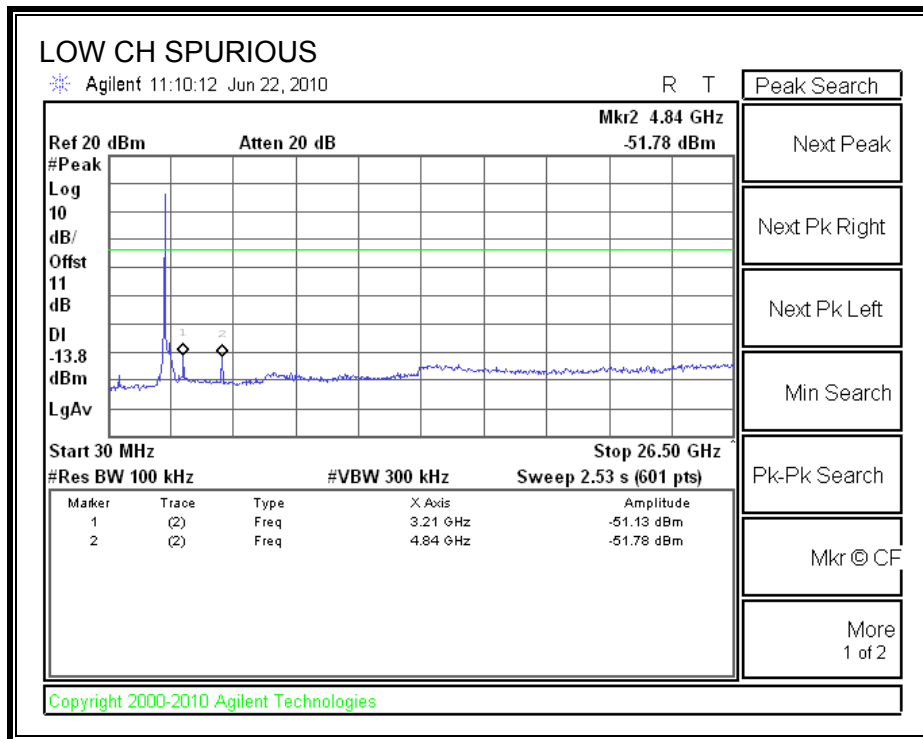 LOW CH SPURIOUS
Agilent 11:10:12 Jun 22, 2010 R T
Peak Search
Mkr2 4.84 GHz
Ref 20 dBm Atten 20 dB -51.78 dBm
#Peak
Log
10
dB/
Offst
11
dB
DI
-13.8
dBm
LgAv
1 2
Start 30 MHz Stop 26.50 GHz
#Res BW 100 kHz #VBW 300 kHz Sweep 2.53 s (601 pts)
Marker Trace Type X Axis Amplitude
1 (2) Freq 3.21 GHz -51.13 dBm
2 (2) Freq 4.84 GHz -51.78 dBm
Next Peak
Next Pk Right
Next Pk Left
Min Search
Pk-Pk Search
Mkr © CF
More
1 of 2
Copyright 2000-2010 Agilent Technologies